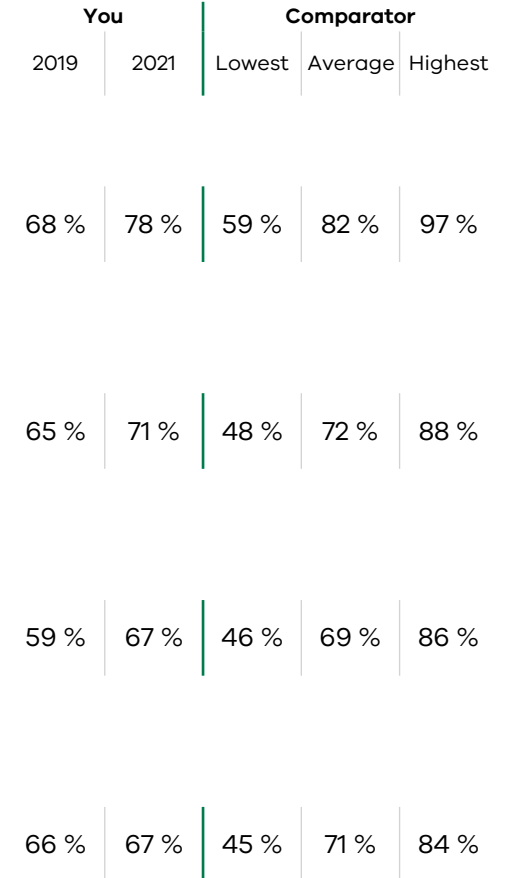 You Comparator
2019 2021 Lowest Average Highest
68 % 78 % 59 % 82 % 97 %
65 % 71 % 48 % 72 % 88 %
59 % 67 % 46 % 69 % 86 %
66 % 67 % 45 % 71 % 84 %